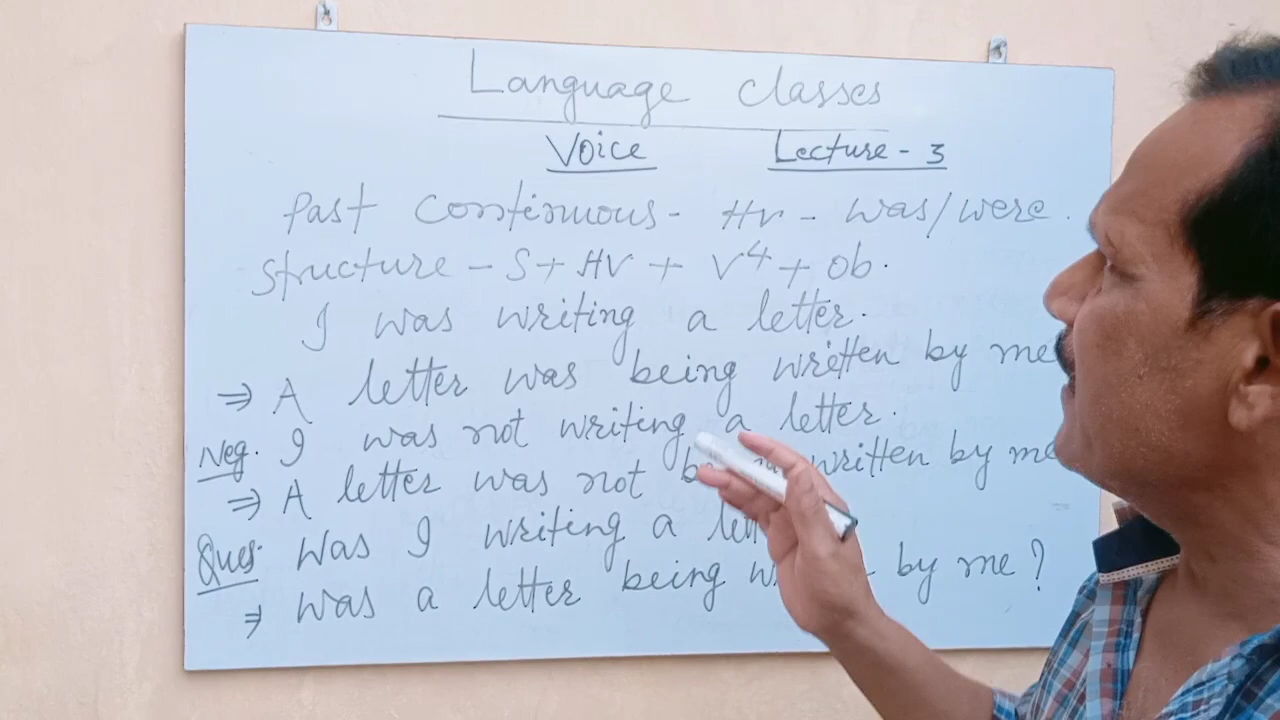 Language classes
Voice Lecture - 3
Past continuous - HV - was/were.
Structure - S + HV + V4 + Ob.
I was writing a letter.
⇒ A letter was being written by me
Neg. I was not writing a letter.
⇒ A letter was not written by me
Ques. Was I writing a
⇒ Was a letter being by me?